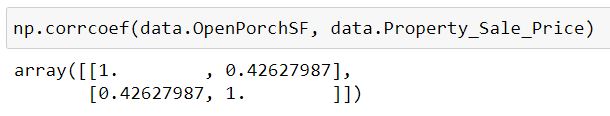 np.corrcoef(data.OpenPorchSF, data.Property_Sale_Price)
array([[1.        , 0.42627987],
       [0.42627987, 1.        ]])